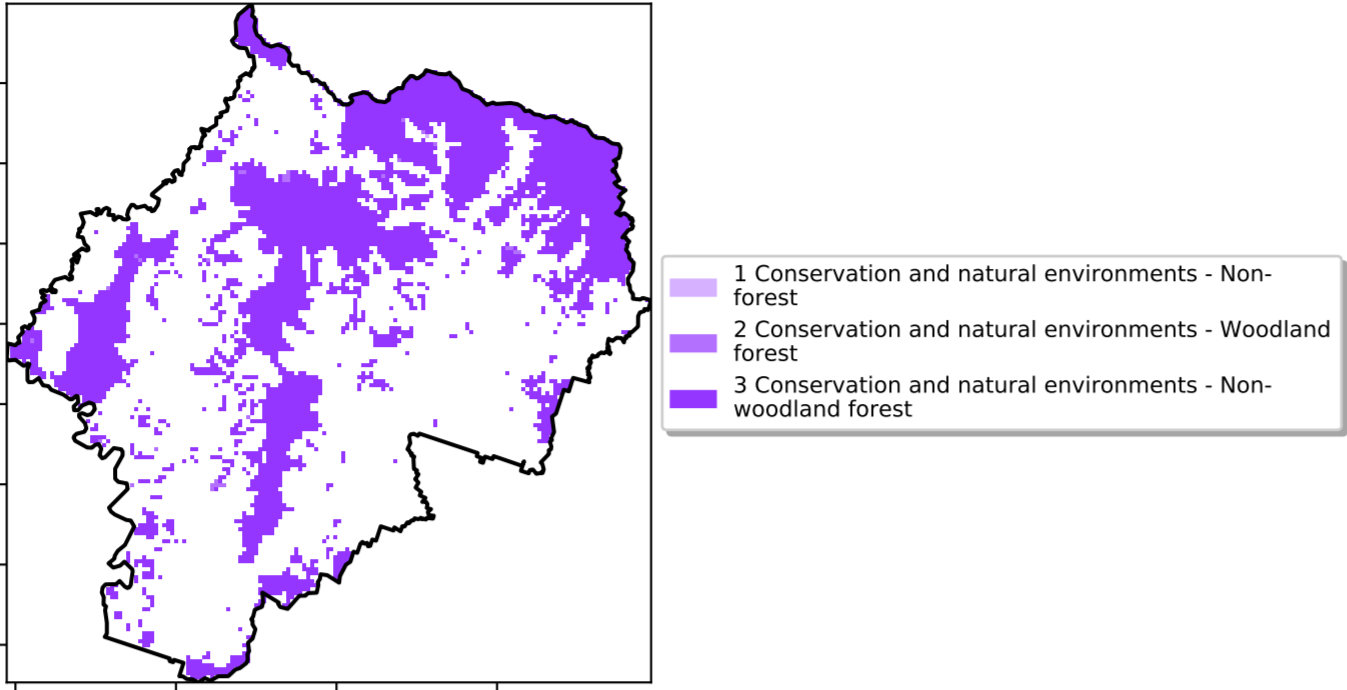 1 Conservation and natural environments - Non-
forest
2 Conservation and natural environments - Woodland
forest
3 Conservation and natural environments - Non-
woodland forest